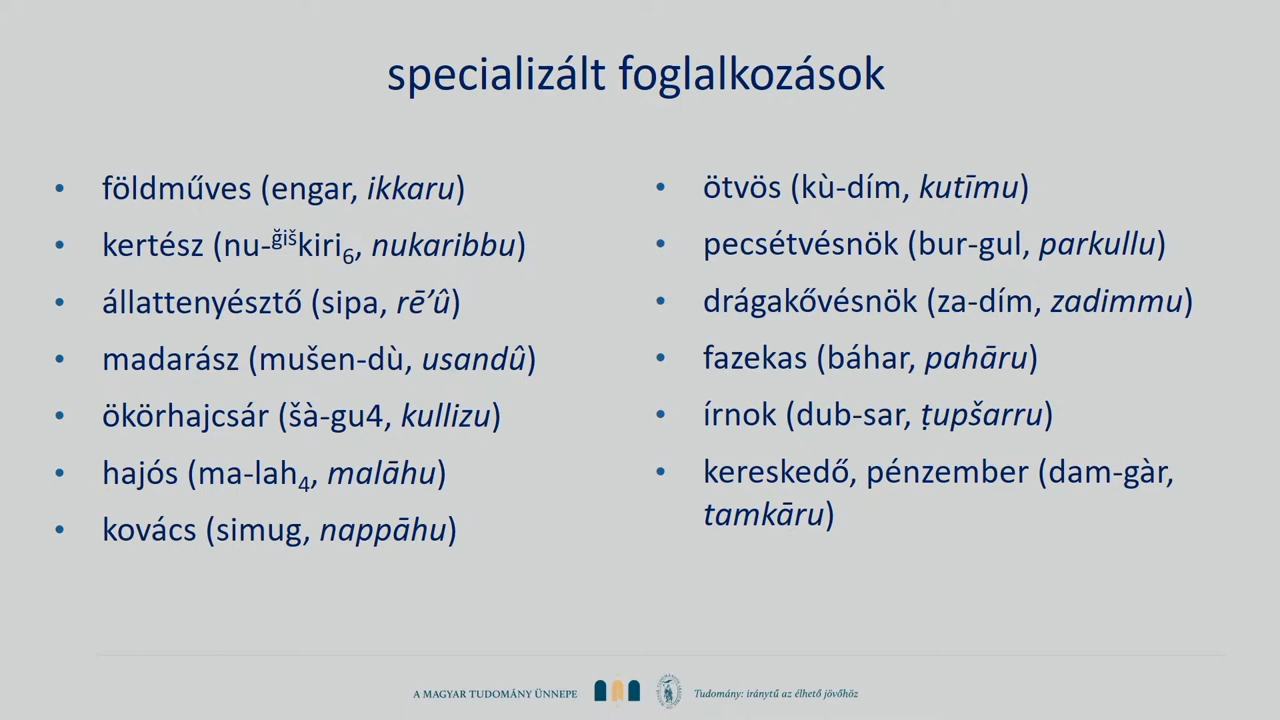 specializált foglalkozások
• földműves (engar, ikkaru)
• kertész (nu-ğiškiri₆, nukaribbu)
• állattenyésztő (sipa, rē’û)
• madarász (mušen-dù, usandû)
• ökörhajcsár (šà-gu4, kullizu)
• hajós (ma-lah₄, malāhu)
• kovács (simug, nappāhu)
• ötvös (kù-dím, kutīmu)
• pecsétvésnök (bur-gul, parkullu)
• drágakővésnök (za-dím, zadimmu)
• fazekas (báhar, pahāru)
• írnok (dub-sar, ṭupšarru)
• kereskedő, pénzember (dam-gàr,
tamkāru)
A MAGYAR TUDOMÁNY ÜNNEPE
Tudomány: iránytű az élhető jövőhöz